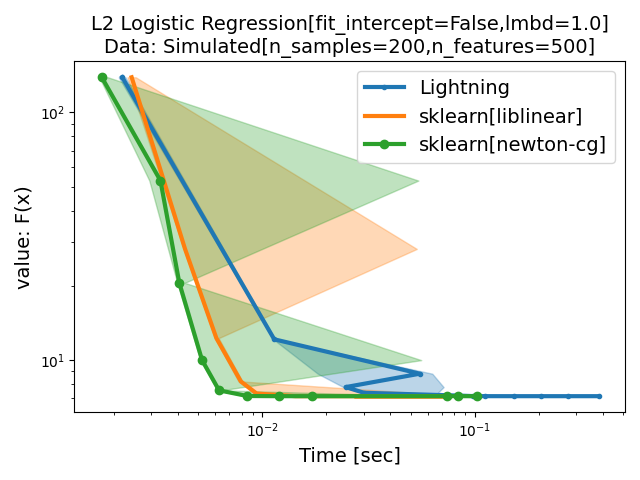 L2 Logistic Regression[fit_intercept=False,lmbd=1.0]
Data: Simulated[n_samples=200,n_features=500]
Lightning
sklearn[liblinear]
sklearn[newton-cg]
value: F(x)
10²
10¹
10⁻²
10⁻¹
Time [sec]